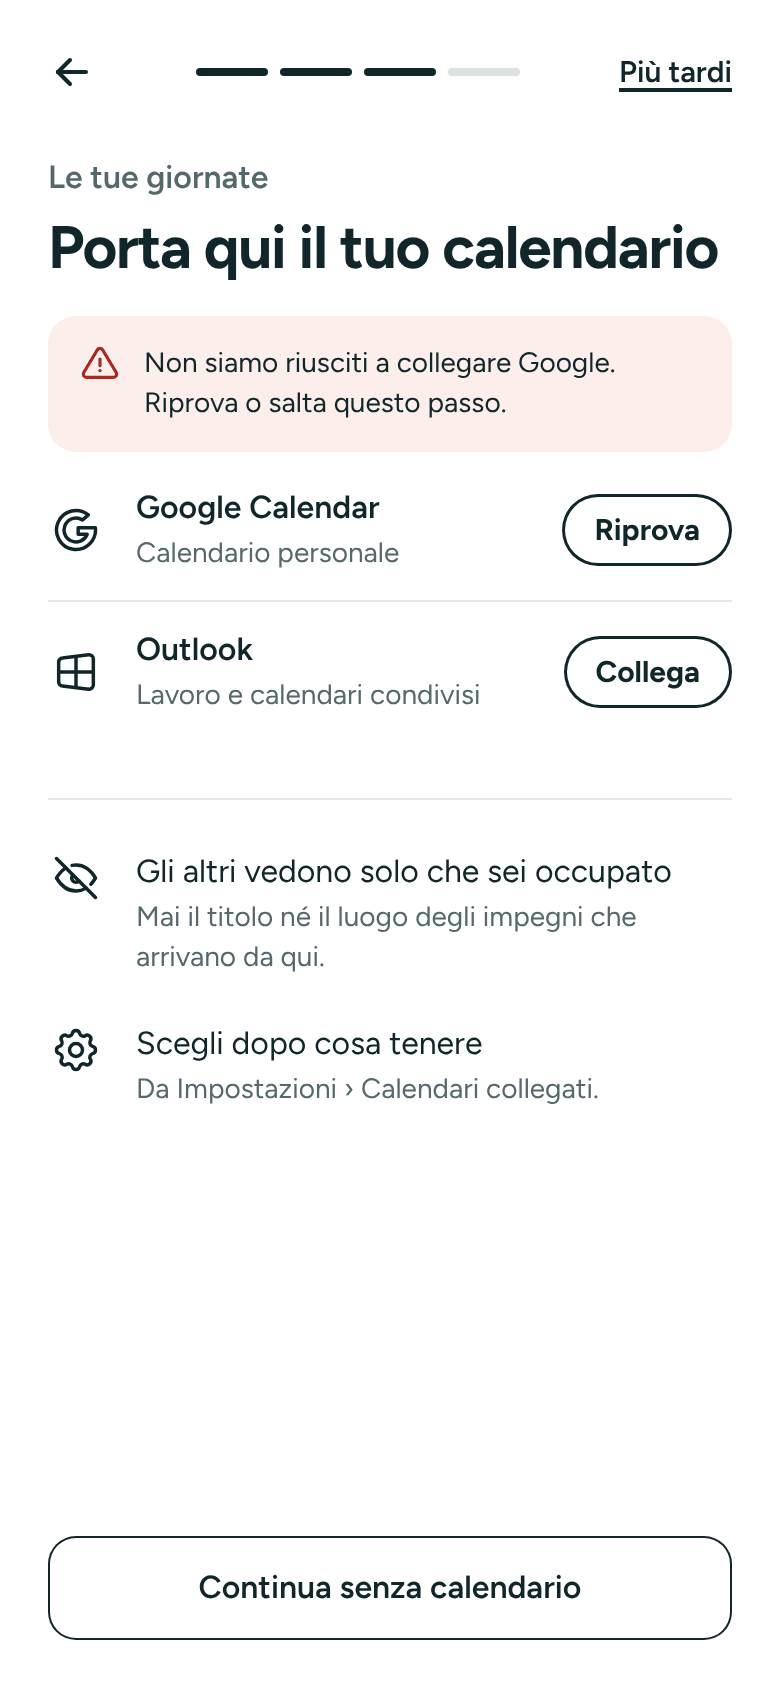 Più tardi
Le tue giornate
Porta qui il tuo calendario
Non siamo riusciti a collegare Google.
Riprova o salta questo passo.
Google Calendar
Calendario personale
Riprova
Outlook
Lavoro e calendari condivisi
Collega
Gli altri vedono solo che sei occupato
Mai il titolo né il luogo degli impegni che
arrivano da qui.
Scegli dopo cosa tenere
Da Impostazioni › Calendari collegati.
Continua senza calendario